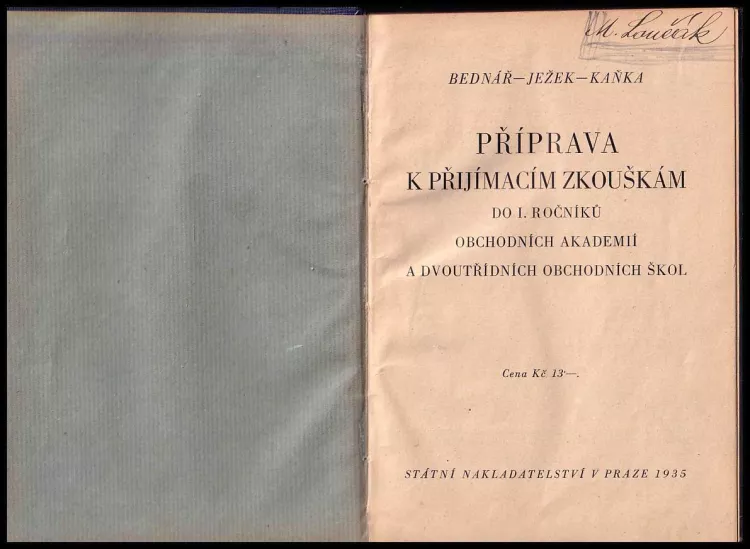 M. Loučák
BEDNÁŘ—JEŽEK—KAŇKA
PŘÍPRAVA
K PŘIJÍMACÍM ZKOUŠKÁM
DO I. ROČNÍKŮ
OBCHODNÍCH AKADEMIÍ
A DVOUTŘÍDNÍCH OBCHODNÍCH ŠKOL
Cena Kč 13·—.
STÁTNÍ NAKLADATELSTVÍ V PRAZE 1935